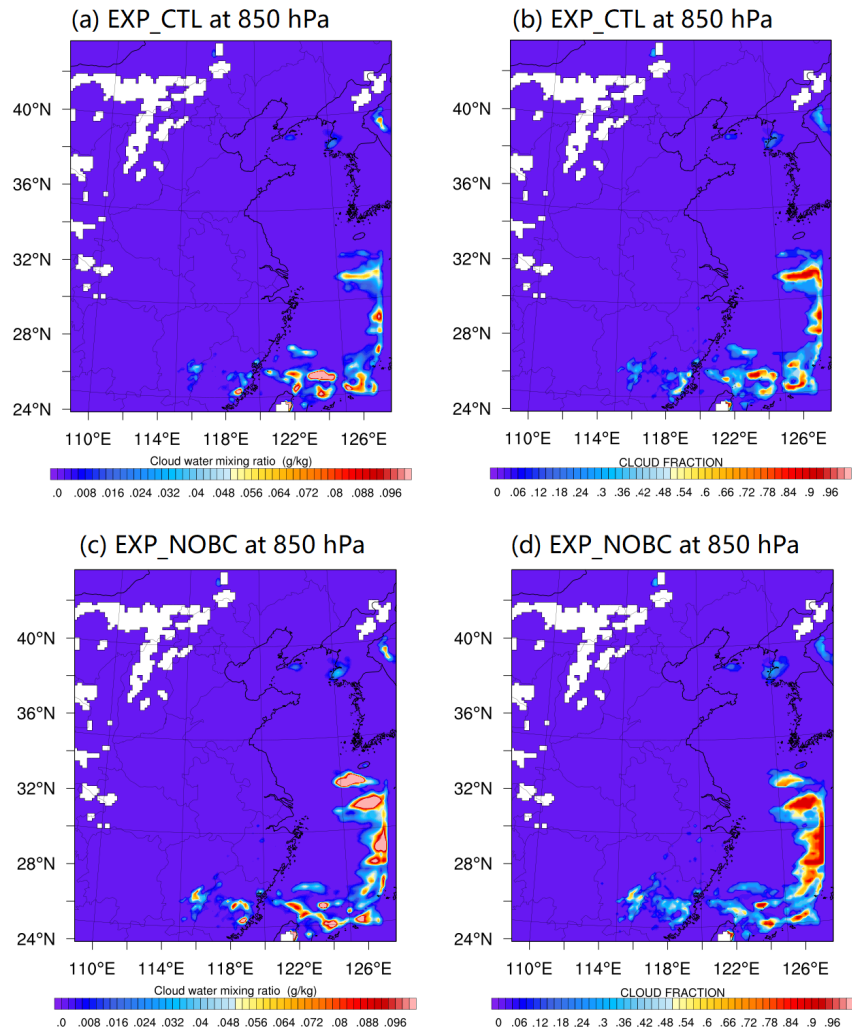 (a) EXP_CTL at 850 hPa
(b) EXP_CTL at 850 hPa
40°N
36°N
32°N
28°N
24°N
110°E 114°E 118°E 122°E 126°E
Cloud water mixing ratio (g/kg)
.0 .008 .016 .024 .032 .04 .048 .056 .064 .072 .08 .088 .096
40°N
36°N
32°N
28°N
24°N
110°E 114°E 118°E 122°E 126°E
CLOUD FRACTION
.0 .06 .12 .18 .24 .3 .36 .42 .48 .54 .6 .66 .72 .78 .84 .9 .96
(c) EXP_NOBC at 850 hPa
(d) EXP_NOBC at 850 hPa
40°N
36°N
32°N
28°N
24°N
110°E 114°E 118°E 122°E 126°E
Cloud water mixing ratio (g/kg)
.0 .008 .016 .024 .032 .04 .048 .056 .064 .072 .08 .088 .096
40°N
36°N
32°N
28°N
24°N
110°E 114°E 118°E 122°E 126°E
CLOUD FRACTION
.0 .06 .12 .18 .24 .3 .36 .42 .48 .54 .6 .66 .72 .78 .84 .9 .96